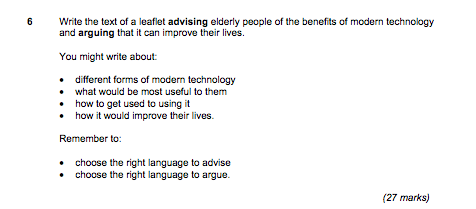 6 Write the text of a leaflet advising elderly people of the benefits of modern technology
and arguing that it can improve their lives.
You might write about:
• different forms of modern technology
• what would be most useful to them
• how to get used to using it
• how it would improve their lives.
Remember to:
• choose the right language to advise
• choose the right language to argue.
(27 marks)